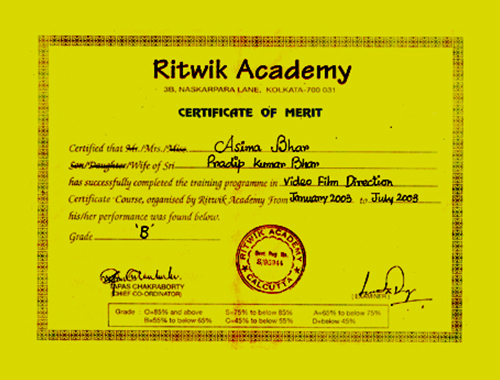 Ritwik Academy
3B, NASKARPARA LANE, KOLKATA-700 031
CERTIFICATE OF MERIT
Certified that Mr./Mrs./Miss Asima Bhar
Son/Daughter/Wife of Sri Pradip Kumar Bhar
has successfully completed the training programme in Video Film Direction
Certificate Course, organised by Ritwik Academy From January 2003 to July 2003
his/her performance was found below.
Grade 'B'
RITWIK ACADEMY
Govt. Reg. No.
CALCUTTA
TAPAS CHAKRABORTY
(CHIEF CO-ORDINATOR)
(EXAMINER)
Grade : O=85% and above S=75% to below 85% A=65% to below 75%
B=55% to below 65% C=45% to below 55% D=below 45%